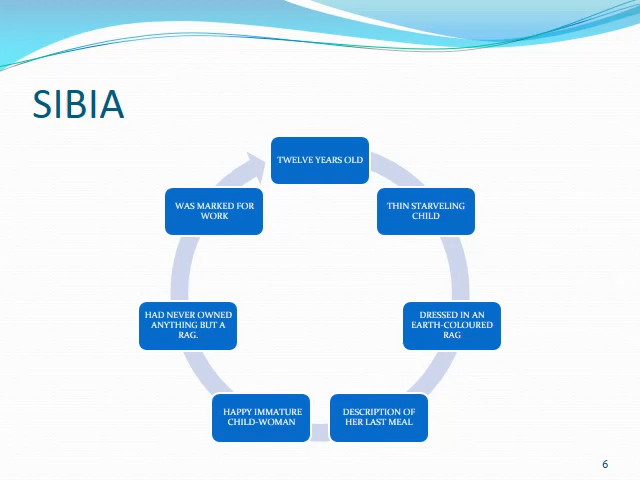 SIBIA
TWELVE YEARS OLD
THIN STARVELING
CHILD
DRESSED IN AN
EARTH-COLOURED
RAG
DESCRIPTION OF
HER LAST MEAL
HAPPY IMMATURE
CHILD-WOMAN
HAD NEVER OWNED
ANYTHING BUT A
RAG.
WAS MARKED FOR
WORK
6